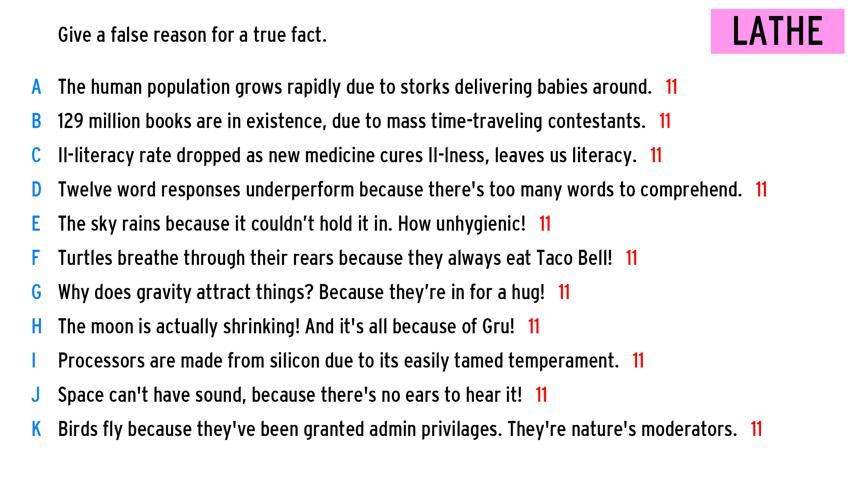 Give a false reason for a true fact.
LATHE
A The human population grows rapidly due to storks delivering babies around. 11
B 129 million books are in existence, due to mass time-traveling contestants. 11
C Il-literacy rate dropped as new medicine cures Il-lness, leaves us literacy. 11
D Twelve word responses underperform because there's too many words to comprehend. 11
E The sky rains because it couldn’t hold it in. How unhygienic! 11
F Turtles breathe through their rears because they always eat Taco Bell! 11
G Why does gravity attract things? Because they’re in for a hug! 11
H The moon is actually shrinking! And it's all because of Gru! 11
I Processors are made from silicon due to its easily tamed temperament. 11
J Space can't have sound, because there's no ears to hear it! 11
K Birds fly because they've been granted admin privilages. They're nature's moderators. 11